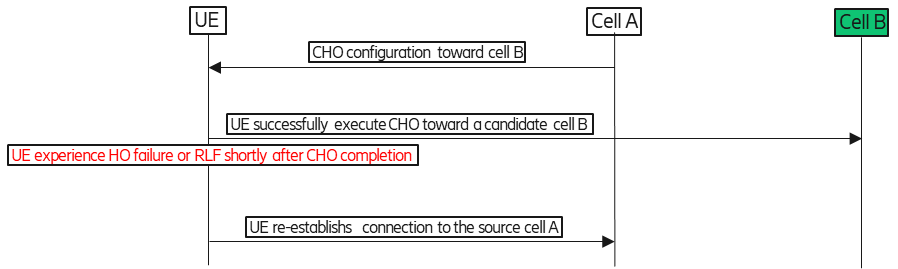 UE
Cell A
Cell B
CHO configuration toward cell B
UE successfully execute CHO toward a candidate cell B
UE experience HO failure or RLF shortly after CHO completion
UE re-establishs connection to the source cell A